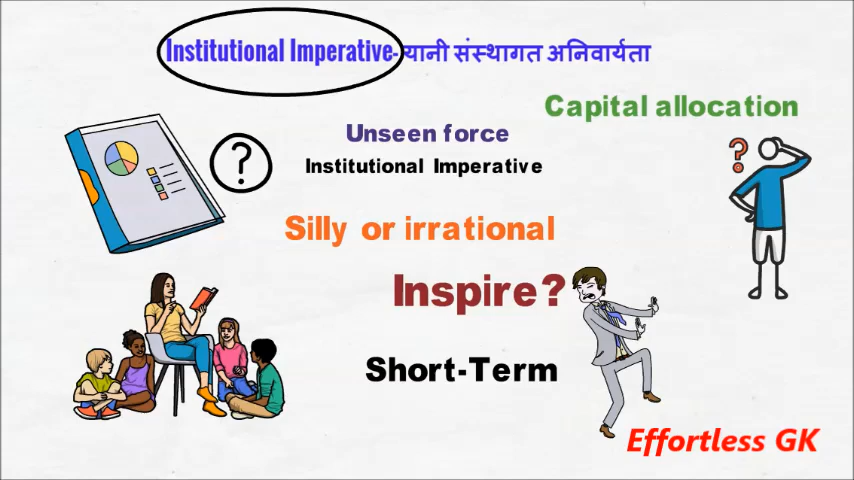 Institutional Imperative- यानी संस्थागत अनिवार्यता
Capital allocation
Unseen force
Institutional Imperative
?
?
Silly or irrational
Inspire?
Short-Term
Effortless GK